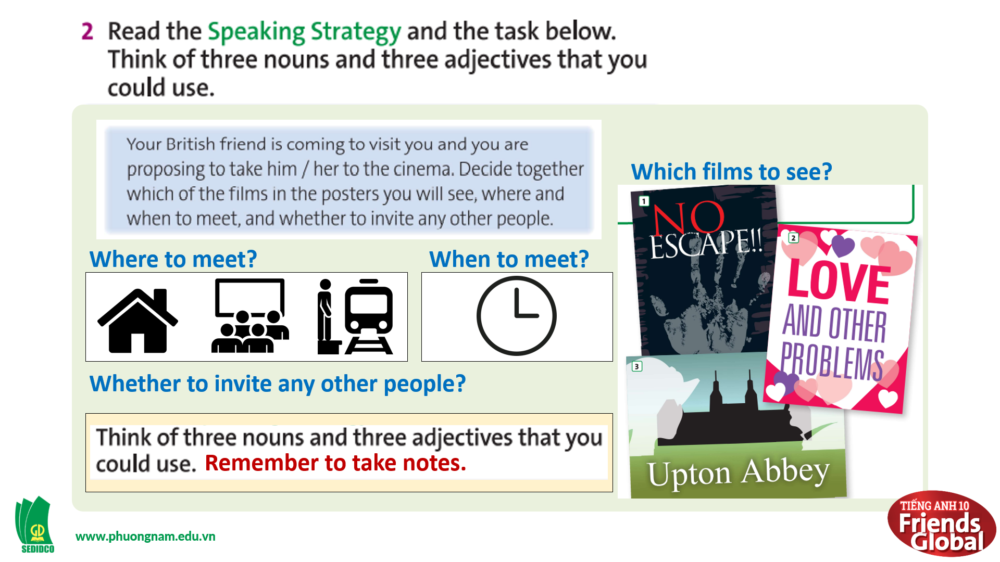 2 Read the Speaking Strategy and the task below.
Think of three nouns and three adjectives that you
could use.
Your British friend is coming to visit you and you are
proposing to take him / her to the cinema. Decide together
which of the films in the posters you will see, where and
when to meet, and whether to invite any other people.
Which films to see?
1
NO
ESCAPE!!
2
LOVE
AND OTHER
PROBLEMS
3
Upton Abbey
Where to meet?
When to meet?
Whether to invite any other people?
Think of three nouns and three adjectives that you
could use. Remember to take notes.
GD
SEDIDCO
www.phuongnam.edu.vn
TIẾNG ANH 10
Friends
Global